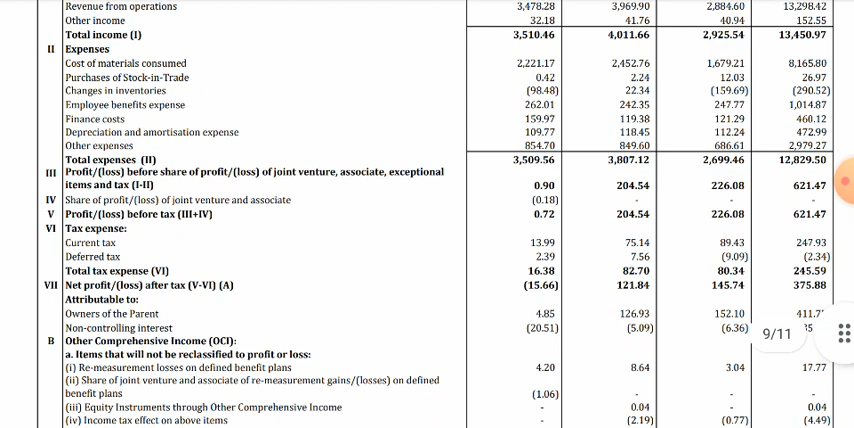 Revenue from operations 3,478.28 3,969.90 2,884.60 13,298.42
Other income 32.18 41.76 40.94 152.55
Total income (I) 3,510.46 4,011.66 2,925.54 13,450.97
II Expenses
Cost of materials consumed 2,221.17 2,452.76 1,679.21 8,165.80
Purchases of Stock-in-Trade 0.42 2.24 12.03 26.97
Changes in inventories (98.48) 22.34 (159.69) (290.52)
Employee benefits expense 262.01 242.35 247.77 1,014.87
Finance costs 159.97 119.38 121.29 460.12
Depreciation and amortisation expense 109.77 118.45 112.24 472.99
Other expenses 854.70 849.60 686.61 2,979.27
Total expenses (II) 3,509.56 3,807.12 2,699.46 12,829.50
III Profit/(loss) before share of profit/(loss) of joint venture, associate, exceptional
items and tax (I-II) 0.90 204.54 226.08 621.47
IV Share of profit/(loss) of joint venture and associate (0.18) - - -
V Profit/(loss) before tax (III+IV) 0.72 204.54 226.08 621.47
VI Tax expense:
Current tax 13.99 75.14 89.43 247.93
Deferred tax 2.39 7.56 (9.09) (2.34)
Total tax expense (VI) 16.38 82.70 80.34 245.59
VII Net profit/(loss) after tax (V-VI) (A) (15.66) 121.84 145.74 375.88
Attributable to:
Owners of the Parent 4.85 126.93 152.10 411.7
Non-controlling interest (20.51) (5.09) (6.36)
9/11
B Other Comprehensive Income (OCI):
a. Items that will not be reclassified to profit or loss:
(i) Re-measurement losses on defined benefit plans 4.20 8.64 3.04 17.77
(ii) Share of joint venture and associate of re-measurement gains/(losses) on defined
benefit plans (1.06) - - -
(iii) Equity Instruments through Other Comprehensive Income - 0.04 - 0.04
(iv) Income tax effect on above items - (2.19) (0.77) (4.49)